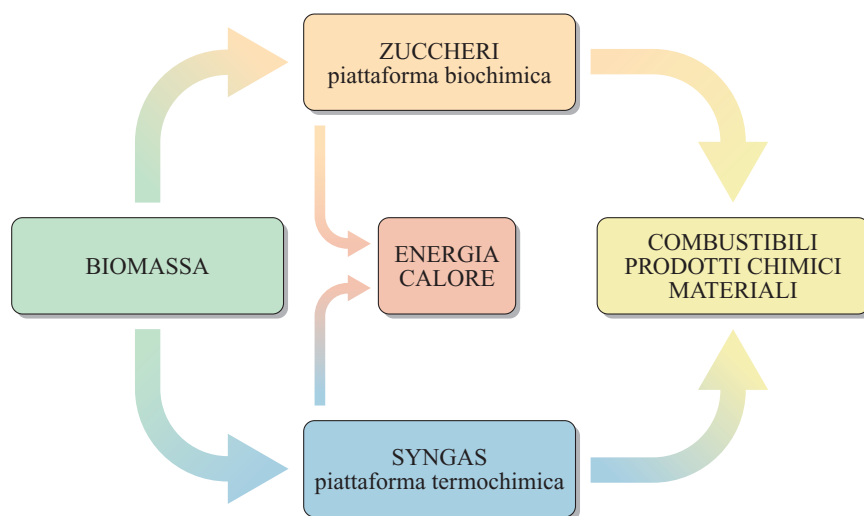 ZUCCHERI
piattaforma biochimica
BIOMASSA
ENERGIA
CALORE
COMBUSTIBILI
PRODOTTI CHIMICI
MATERIALI
SYNGAS
piattaforma termochimica